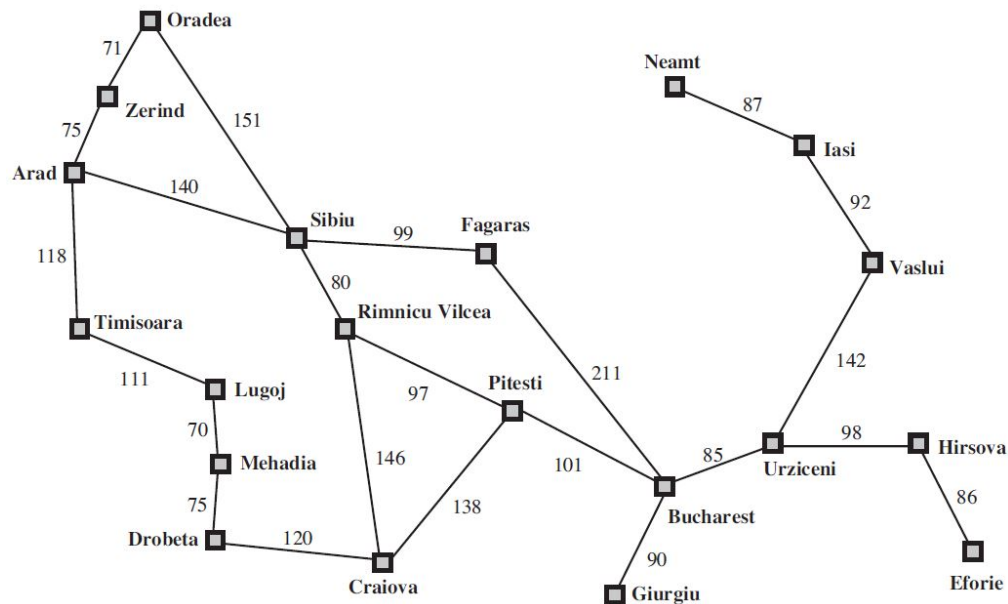 Oradea
71
Neamt
Zerind
87
75
151
Iasi
Arad
140
92
Sibiu
Fagaras
99
118
Vaslui
80
Timisoara
Rimnicu Vilcea
111
211
142
Lugoj
97
Pitesti
70
98
Hirsova
146
101
85
Urziceni
Mehadia
75
138
86
Bucharest
Drobeta
120
90
Craiova
Eforie
Giurgiu